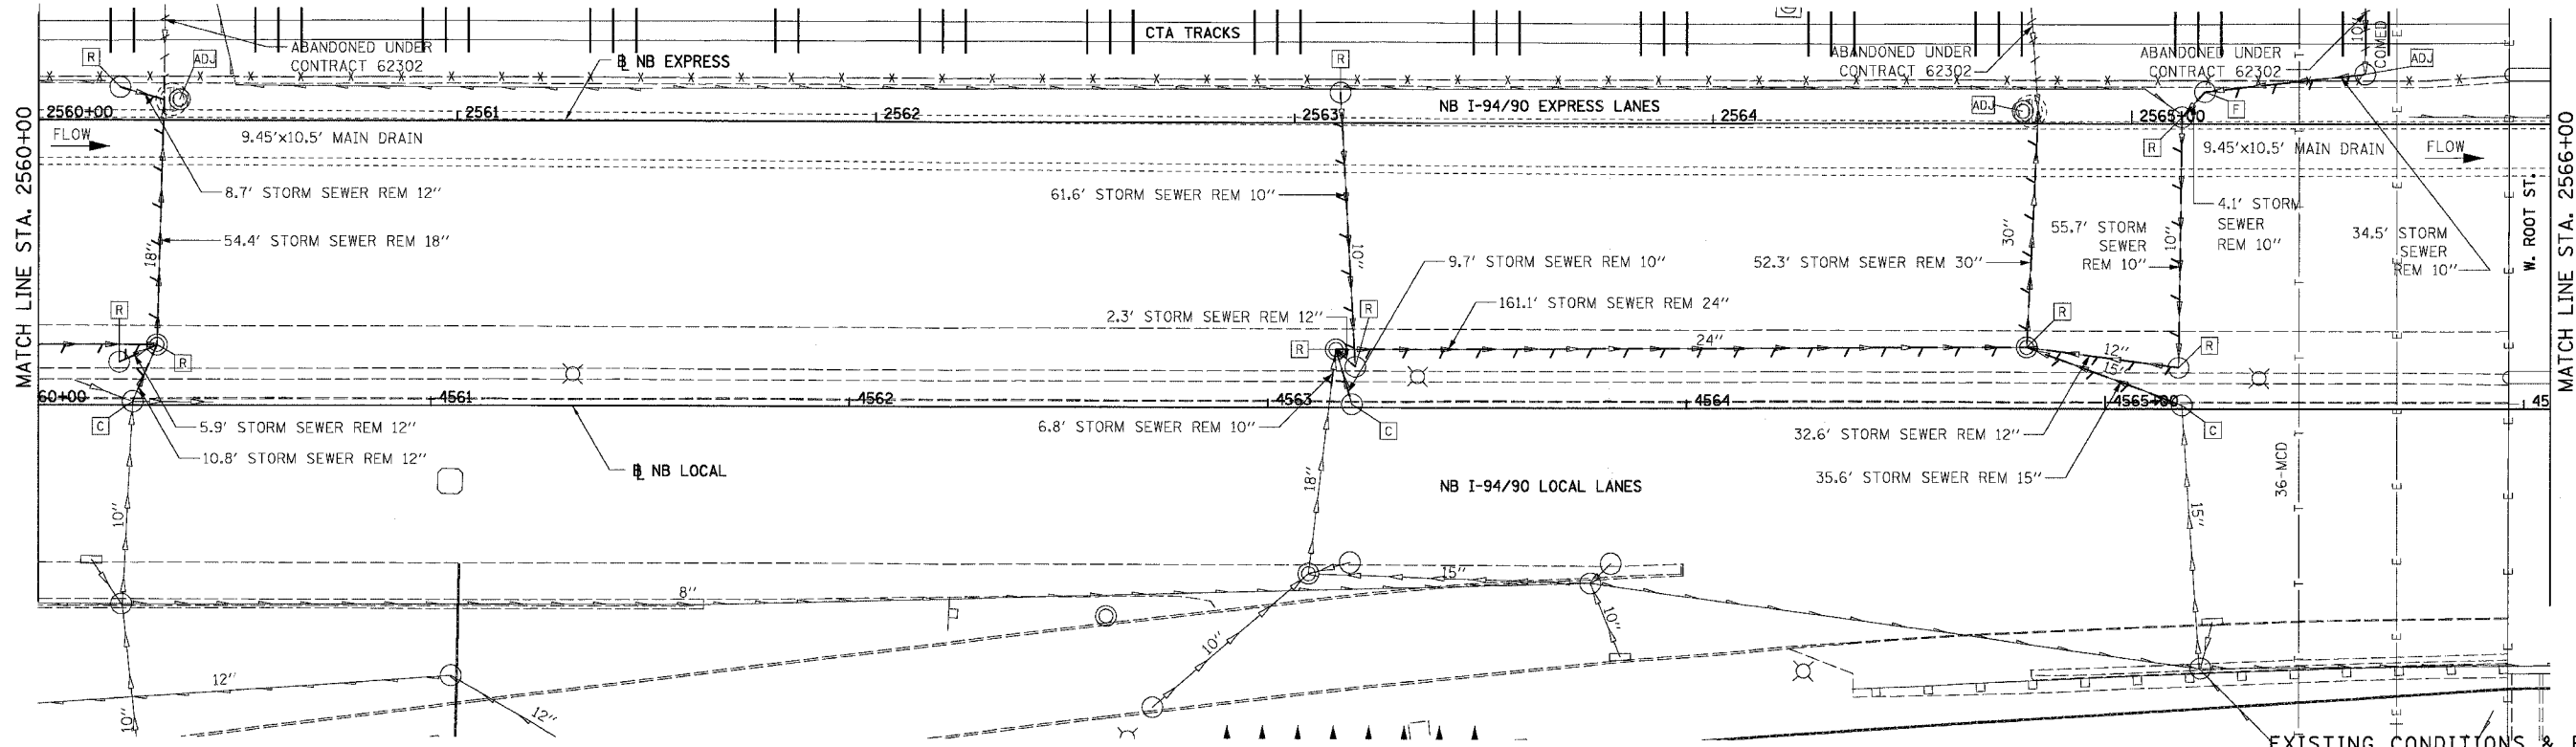 CTA TRACKS
ABANDONED UNDER
CONTRACT 62302
R
ADJ
℄ NB EXPRESS
R
ABANDONED UNDER
CONTRACT 62302
ABANDONED UNDER
CONTRACT 62302
10"
COMED
ADJ
NB I-94/90 EXPRESS LANES
ADJ
F
2560+00
2561
2562
2563
2564
2565+00
FLOW
9.45'x10.5' MAIN DRAIN
R
9.45'x10.5' MAIN DRAIN
FLOW
MATCH LINE STA. 2560+00
MATCH LINE STA. 2566+00
W. ROOT ST.
8.7' STORM SEWER REM 12"
61.6' STORM SEWER REM 10"
4.1' STORM
SEWER
REM 10"
54.4' STORM SEWER REM 18"
18"
10"
9.7' STORM SEWER REM 10"
52.3' STORM SEWER REM 30"
30"
55.7' STORM
SEWER
REM 10"
10"
34.5' STORM
SEWER
REM 10"
161.1' STORM SEWER REM 24"
2.3' STORM SEWER REM 12"
R
R
R
R
R
24"
12"
15"
R
60+00
4561
4562
4563
4564
4565+00
45
C
5.9' STORM SEWER REM 12"
6.8' STORM SEWER REM 10"
C
32.6' STORM SEWER REM 12"
C
10.8' STORM SEWER REM 12"
℄ NB LOCAL
35.6' STORM SEWER REM 15"
NB I-94/90 LOCAL LANES
36-MCD
10"
18"
15"
15"
8"
10"
10"
12"
10"
12"
EXISTING CONDITIONS &